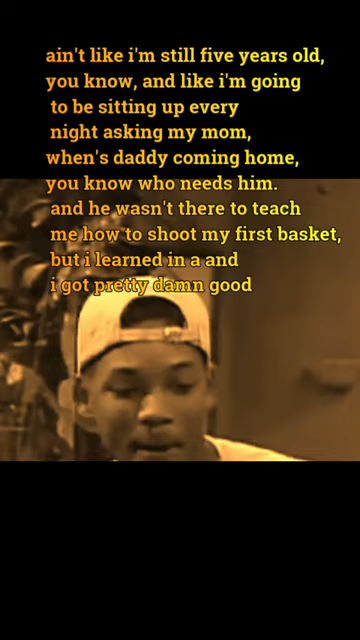 ain't like i'm still five years old,
you know, and like i'm going
to be sitting up every
night asking my mom,
when's daddy coming home,
you know who needs him.
and he wasn't there to teach
me how to shoot my first basket,
but i learned in a and
i got pretty damn good